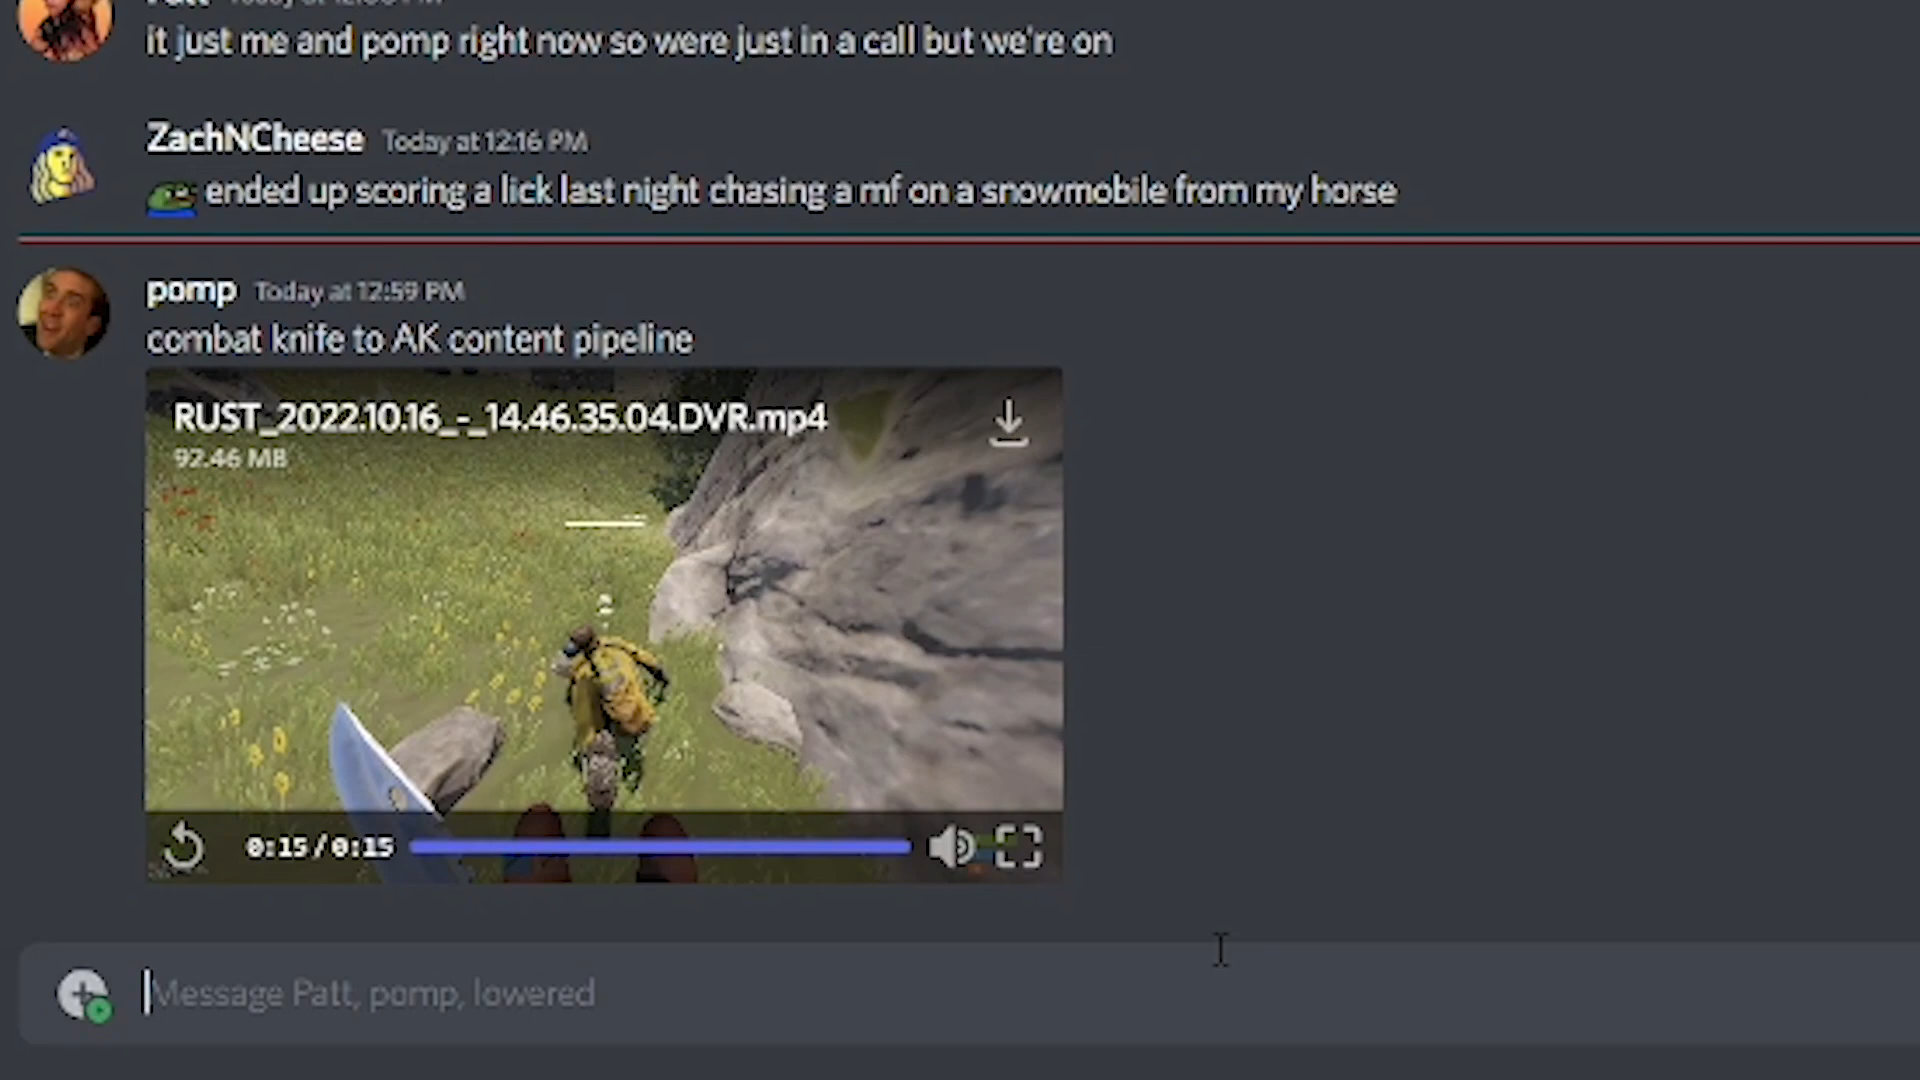 it just me and pomp right now so were just in a call but we're on
ZachNCheese Today at 12:16 PM
ended up scoring a lick last night chasing a mf on a snowmobile from my horse
pomp Today at 12:59 PM
combat knife to AK content pipeline
RUST_2022.10.16_-_14.46.35.04.DVR.mp4
92.46 MB
0:15 / 0:15
Message Patt, pomp, lowered